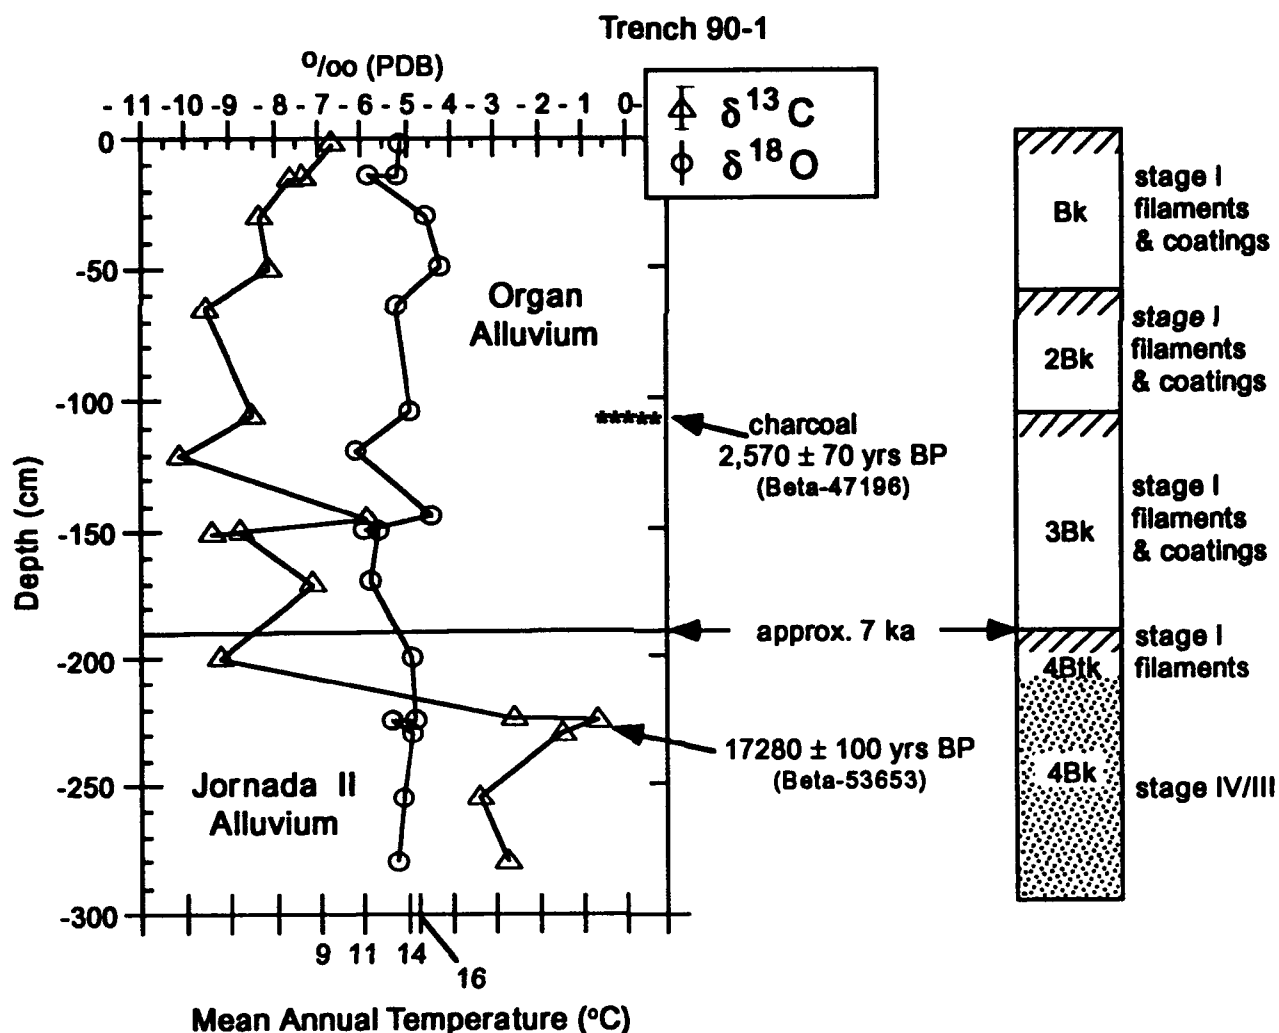 Trench 90-1
o/oo (PDB)
- 11 -10 -9 - 8 - 7 - 6 - 5 - 4 - 3 - 2 - 1 0-
δ13C
δ18O
0
-50
-100
-150
-200
-250
-300
Depth (cm)
Organ
Alluvium
*****
charcoal
2,570 ± 70 yrs BP
(Beta-47196)
approx. 7 ka
17280 ± 100 yrs BP
(Beta-53653)
Jornada II
Alluvium
9 11 14
16
Mean Annual Temperature (oC)
Bk
stage I
filaments
& coatings
2Bk
stage I
filaments
& coatings
3Bk
stage I
filaments
& coatings
4Btk
stage I
filaments
4Bk
stage IV/III